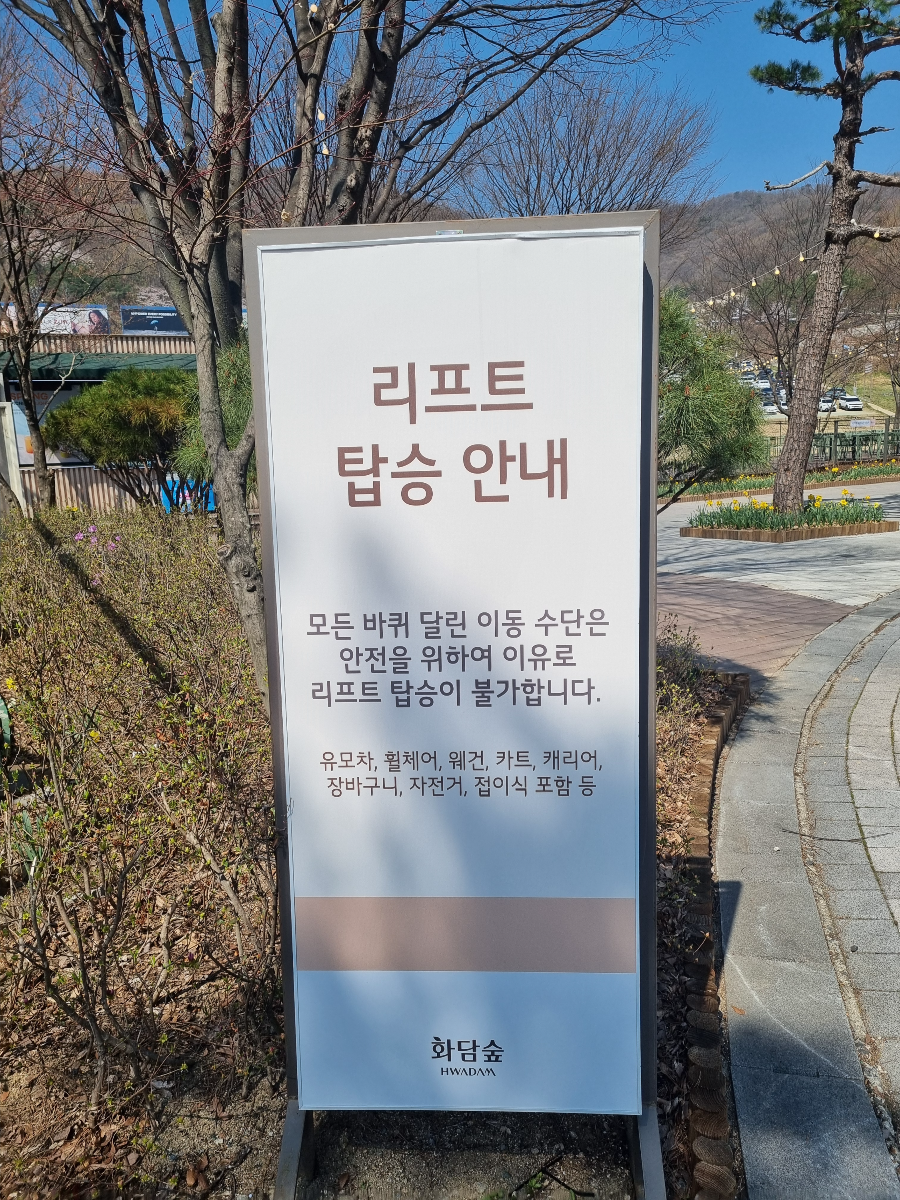 리프트
탑승 안내
모든 바퀴 달린 이동 수단은
안전을 위하여 이유로
리프트 탑승이 불가합니다.
유모차, 휠체어, 웨건, 카트, 캐리어,
장바구니, 자전거, 접이식 포함 등
화담숲
HWADAM